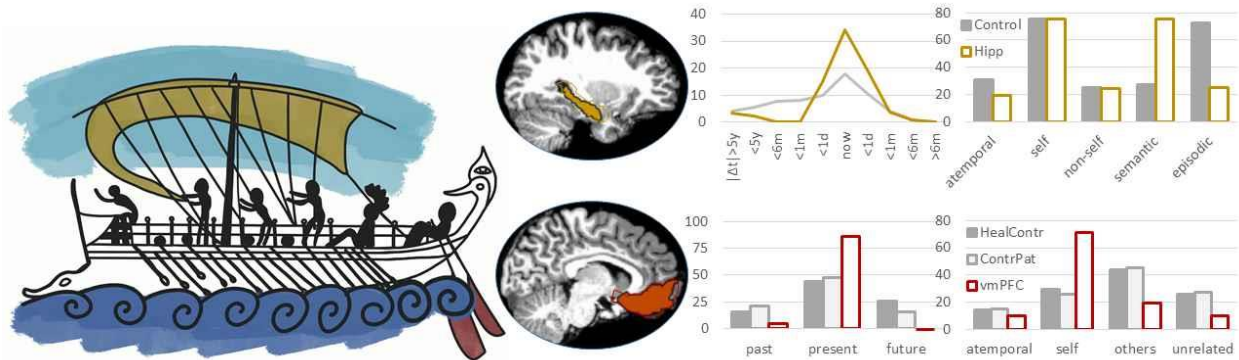 40
30
20
10
0
|Δt|>5y
<5y
<6m
<1m
<1d
now
<1d
<1m
<6m
>6m
80
60
40
20
0
Control
Hipp
atemporal
self
non-self
semantic
episodic
100
75
50
25
0
past present future
80
60
40
20
0
HealContr
ContrPat
vmPFC
atemporal self others unrelated